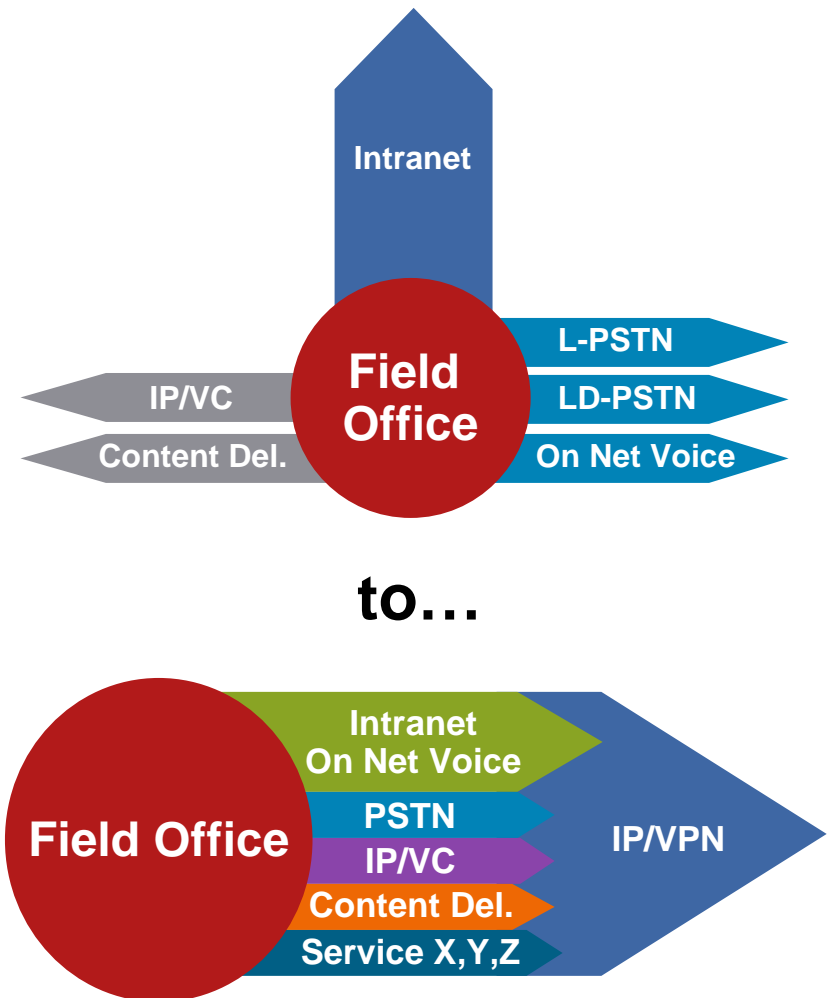 Intranet
L-PSTN
IP/VC
Field
Office
LD-PSTN
Content Del.
On Net Voice
to…
Intranet
On Net Voice
Field Office
PSTN
IP/VC
Content Del.
Service X,Y,Z
IP/VPN